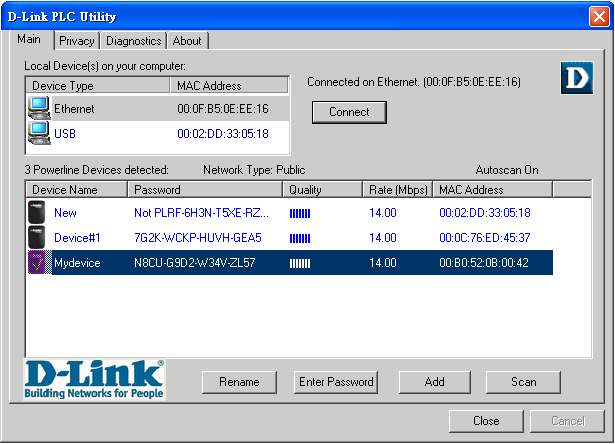 D-Link PLC Utility
Main Privacy Diagnostics About
Local Device(s) on your computer:
Device Type MAC Address
Ethernet 00:0F:B5:0E:EE:16
USB 00:02:DD:33:05:18
Connected on Ethernet. (00:0F:B5:0E:EE:16)
D
Connect
3 Powerline Devices detected: Network Type: Public Autoscan On
Device Name Password Quality Rate (Mbps) MAC Address
New Not PLRF-6H3N-T5XE-RZ... 14.00 00:02:DD:33:05:18
Device#1 7G2K-WCKP-HUVH-GEA5 14.00 00:0C:76:ED:45:37
Mydevice N8CU-G9D2-W34V-ZL57 14.00 00:B0:52:0B:00:42
D-Link
Building Networks for People
Rename Enter Password Add Scan
Close Cancel